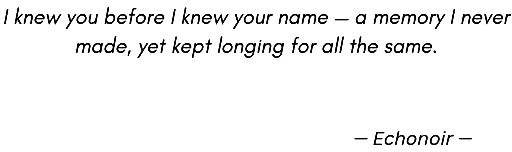 I knew you before I knew your name — a memory I never
made, yet kept longing for all the same.
— Echonoir —